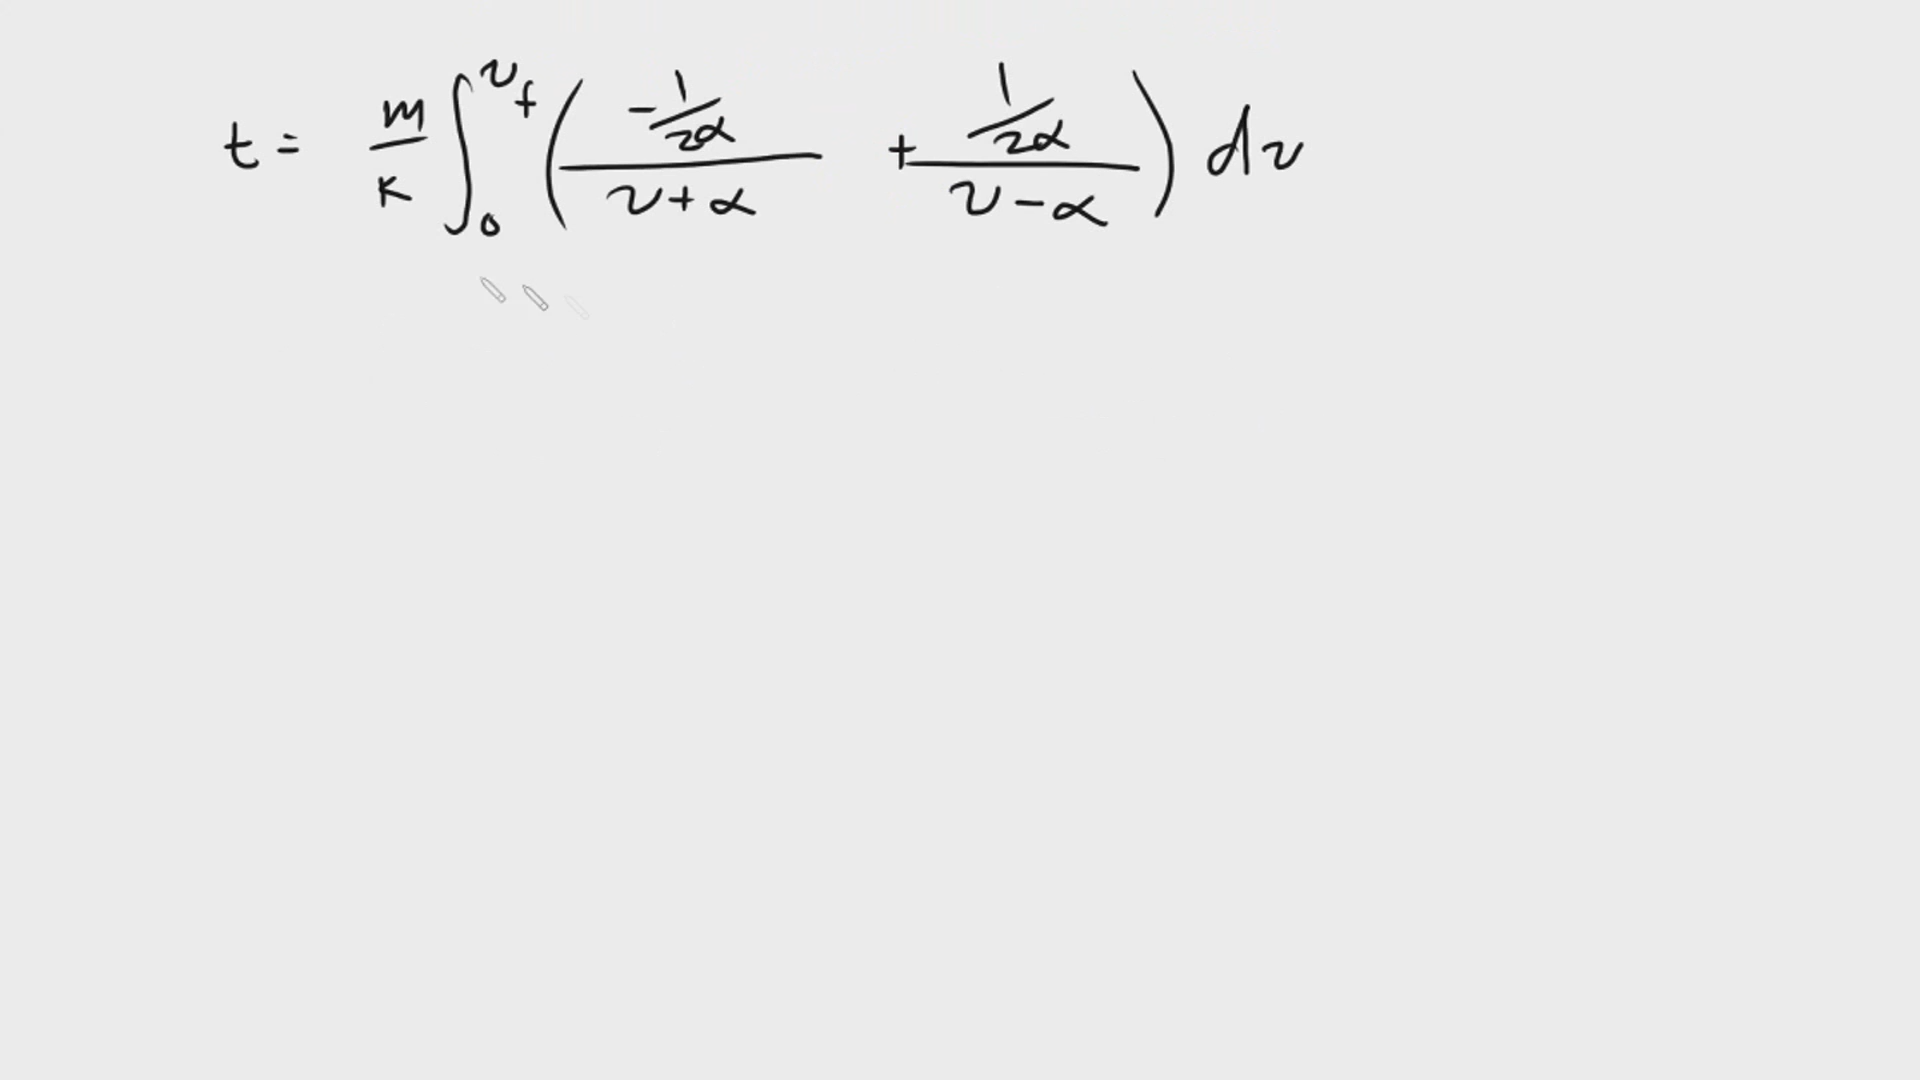 t = m/k ∫₀^{v_f} ( (-1/2α)/(v+α) + (1/2α)/(v-α) ) dv